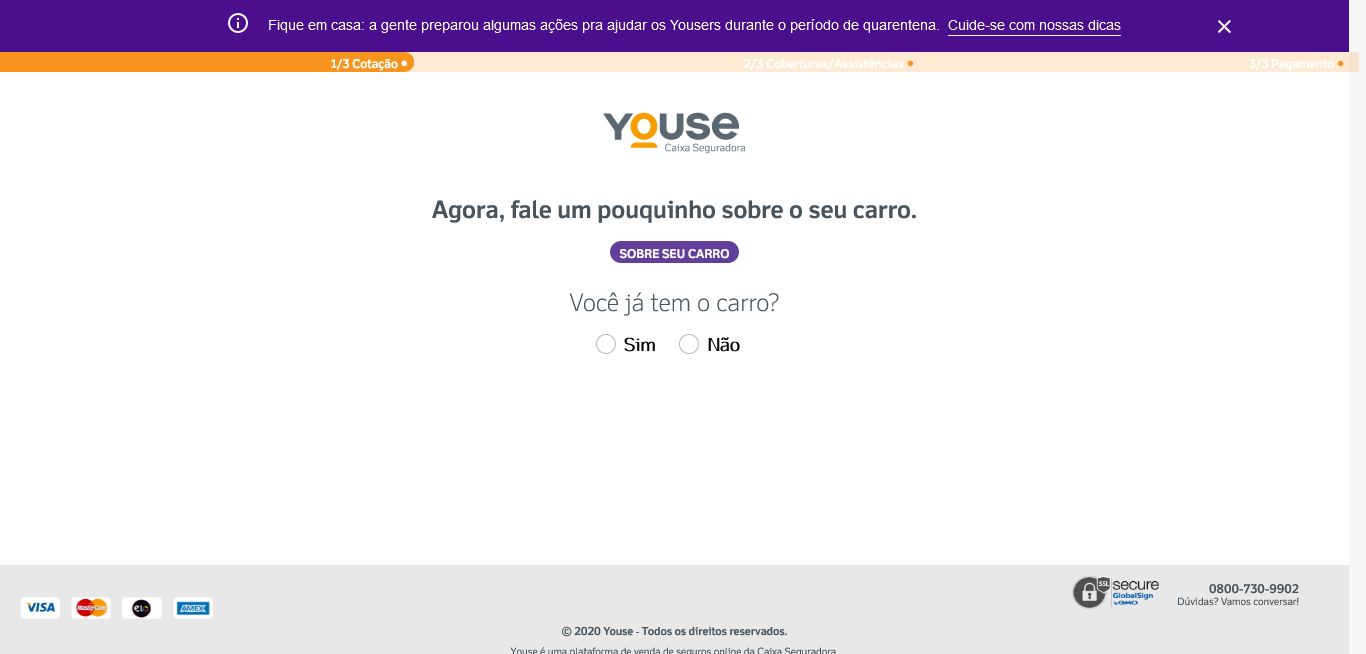 Fique em casa: a gente preparou algumas ações pra ajudar os Yousers durante o período de quarentena. Cuide-se com nossas dicas
1/3 Cotação
2/3 Coberturas/Assistências
3/3 Pagamento
Youse
Caixa Seguradora
Agora, fale um pouquinho sobre o seu carro.
SOBRE SEU CARRO
Você já tem o carro?
Sim
Não
VISA
MasterCard
elo
AMEX
SSL
secure
GlobalSign
by GMO
0800-730-9902
Dúvidas? Vamos conversar!
© 2020 Youse - Todos os direitos reservados.
Youse é uma plataforma de venda de seguros online da Caixa Seguradora